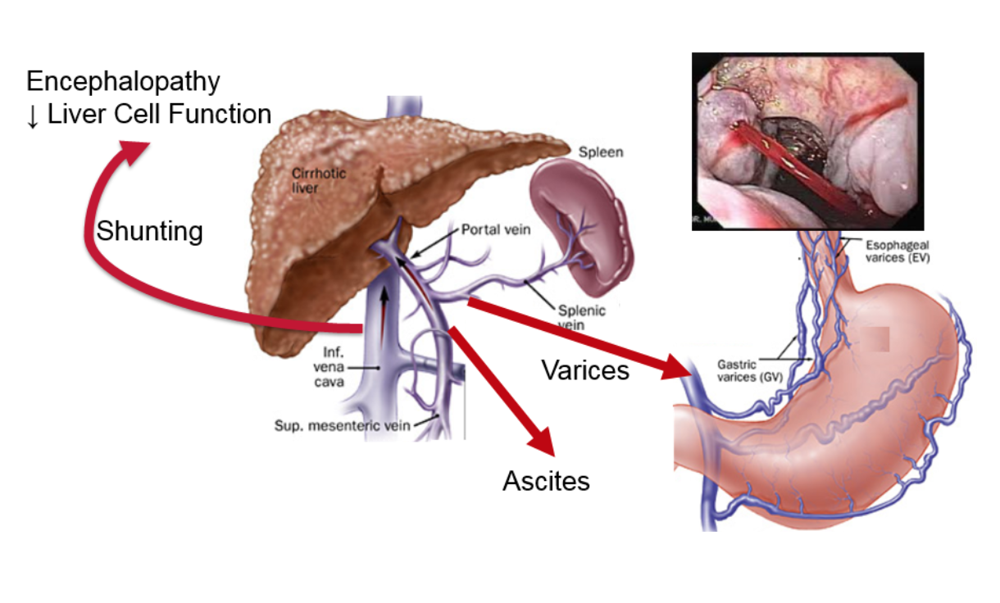 Encephalopathy
↓ Liver Cell Function
Shunting
Cirrhotic
liver
Spleen
Portal vein
Splenic
vein
Inf.
vena
cava
Sup. mesenteric vein
Varices
Ascites
Esophageal
varices (EV)
Gastric
varices (GV)